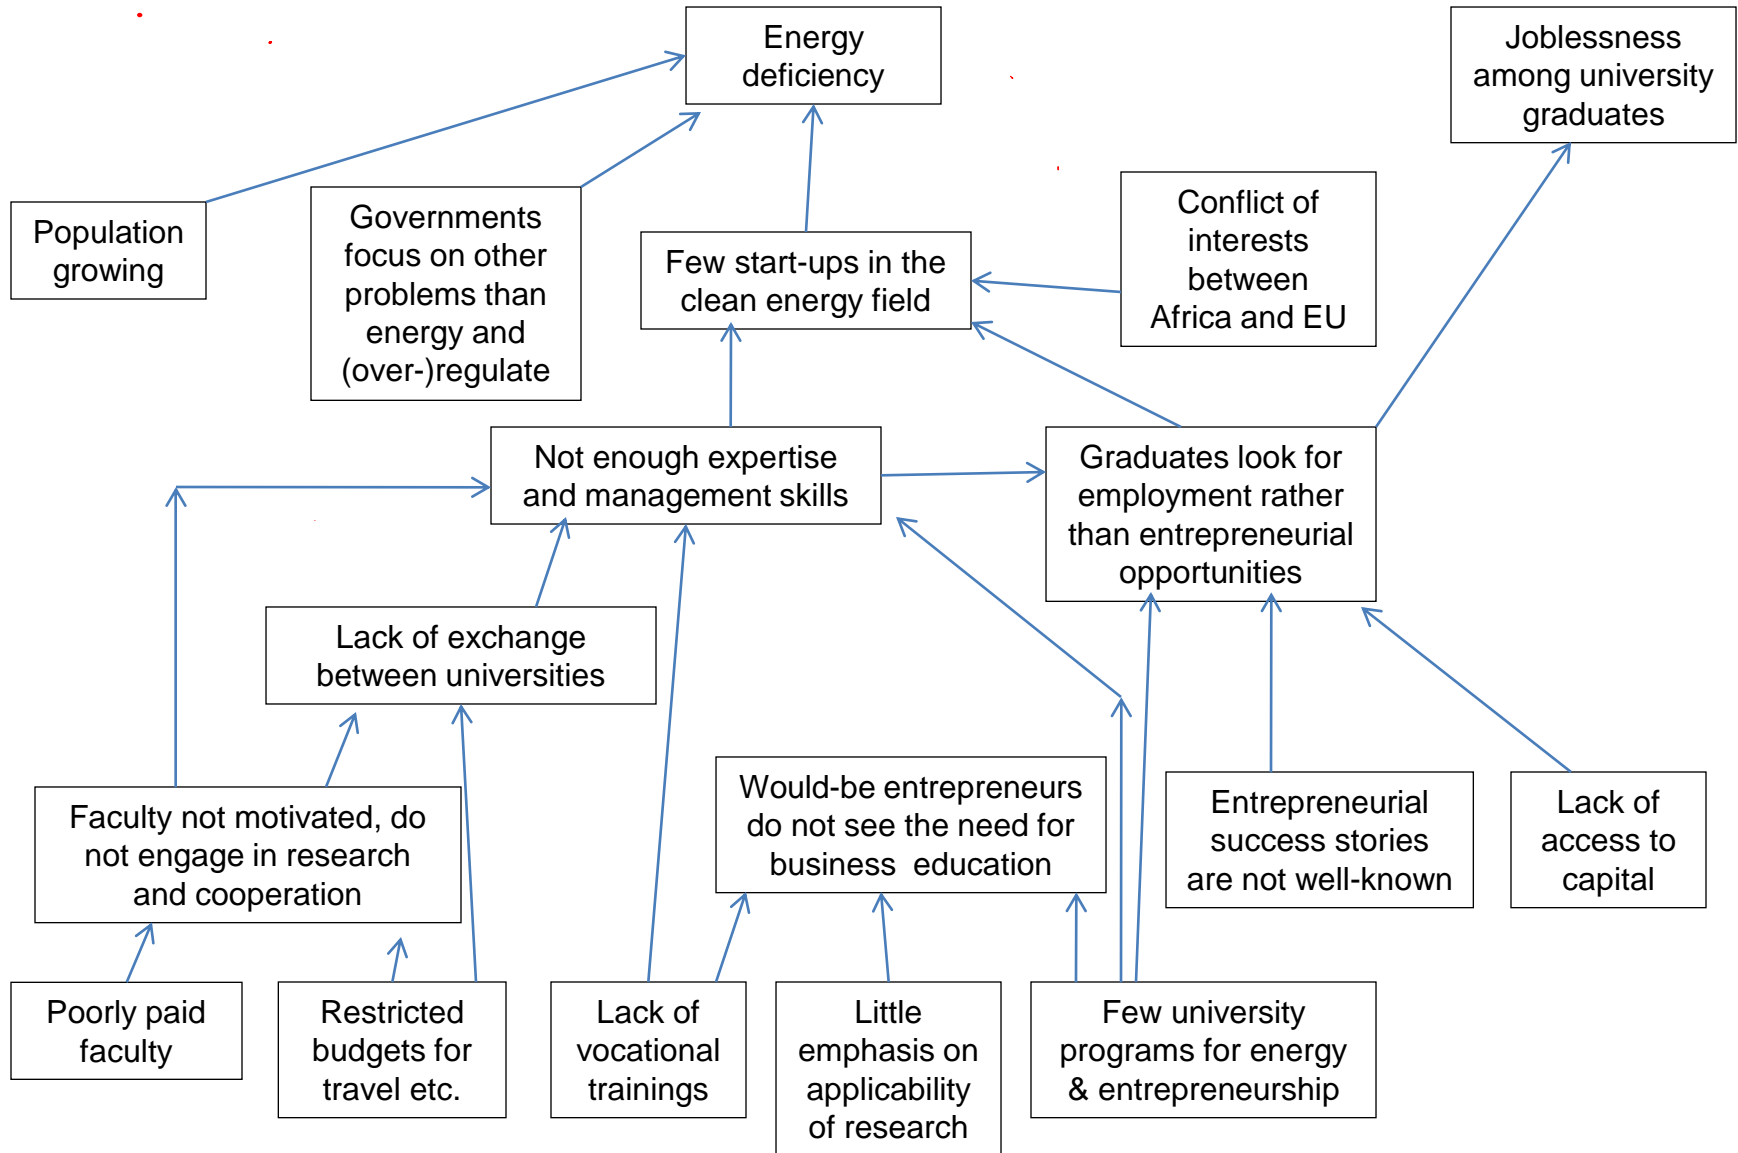 Energy
deficiency
Joblessness
among university
graduates
Population
growing
Governments
focus on other
problems than
energy and
(over-)regulate
Few start-ups in the
clean energy field
Conflict of
interests
between
Africa and EU
Not enough expertise
and management skills
Graduates look for
employment rather
than entrepreneurial
opportunities
Lack of exchange
between universities
Faculty not motivated, do
not engage in research
and cooperation
Would-be entrepreneurs
do not see the need for
business education
Entrepreneurial
success stories
are not well-known
Lack of
access to
capital
Poorly paid
faculty
Restricted
budgets for
travel etc.
Lack of
vocational
trainings
Little
emphasis on
applicability
of research
Few university
programs for energy
& entrepreneurship